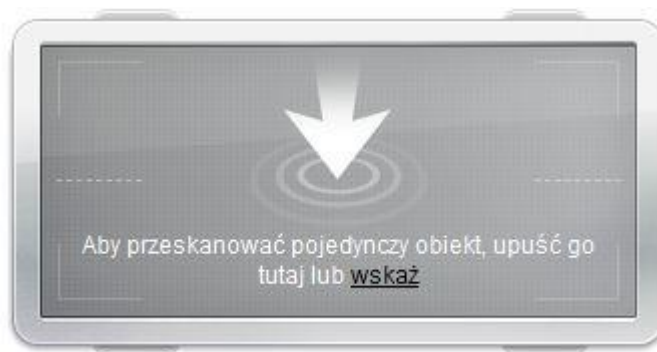 Aby przeskanować pojedynczy obiekt, upuść go
tutaj lub wskaż